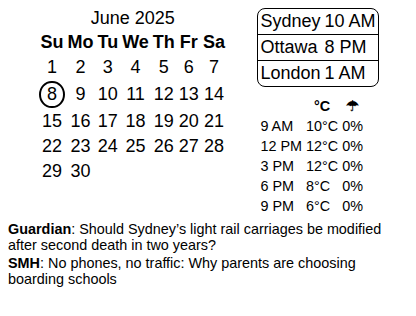 June 2025
Su Mo Tu We Th Fr Sa
1 2 3 4 5 6 7
8 9 10 11 12 13 14
15 16 17 18 19 20 21
22 23 24 25 26 27 28
29 30
Sydney 10 AM
Ottawa 8 PM
London 1 AM
°C ☂
9 AM 10°C 0%
12 PM 12°C 0%
3 PM 12°C 0%
6 PM 8°C 0%
9 PM 6°C 0%
Guardian: Should Sydney’s light rail carriages be modified
after second death in two years?
SMH: No phones, no traffic: Why parents are choosing
boarding schools